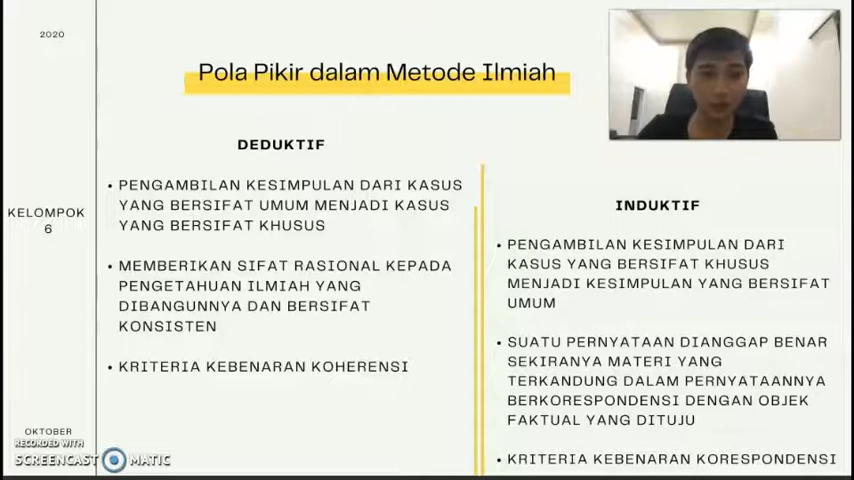 2020
Pola Pikir dalam Metode Ilmiah
DEDUKTIF
• PENGAMBILAN KESIMPULAN DARI KASUS
YANG BERSIFAT UMUM MENJADI KASUS
YANG BERSIFAT KHUSUS
• MEMBERIKAN SIFAT RASIONAL KEPADA
PENGETAHUAN ILMIAH YANG
DIBANGUNNYA DAN BERSIFAT
KONSISTEN
• KRITERIA KEBENARAN KOHERENSI
INDUKTIF
• PENGAMBILAN KESIMPULAN DARI
KASUS YANG BERSIFAT KHUSUS
MENJADI KESIMPULAN YANG BERSIFAT
UMUM
• SUATU PERNYATAAN DIANGGAP BENAR
SEKIRANYA MATERI YANG
TERKANDUNG DALAM PERNYATAANNYA
BERKORESPONDENSI DENGAN OBJEK
FAKTUAL YANG DITUJU
• KRITERIA KEBENARAN KORESPONDENSI
KELOMPOK
6
OKTOBER
RECORDED WITH
SCREENCAST MATIC